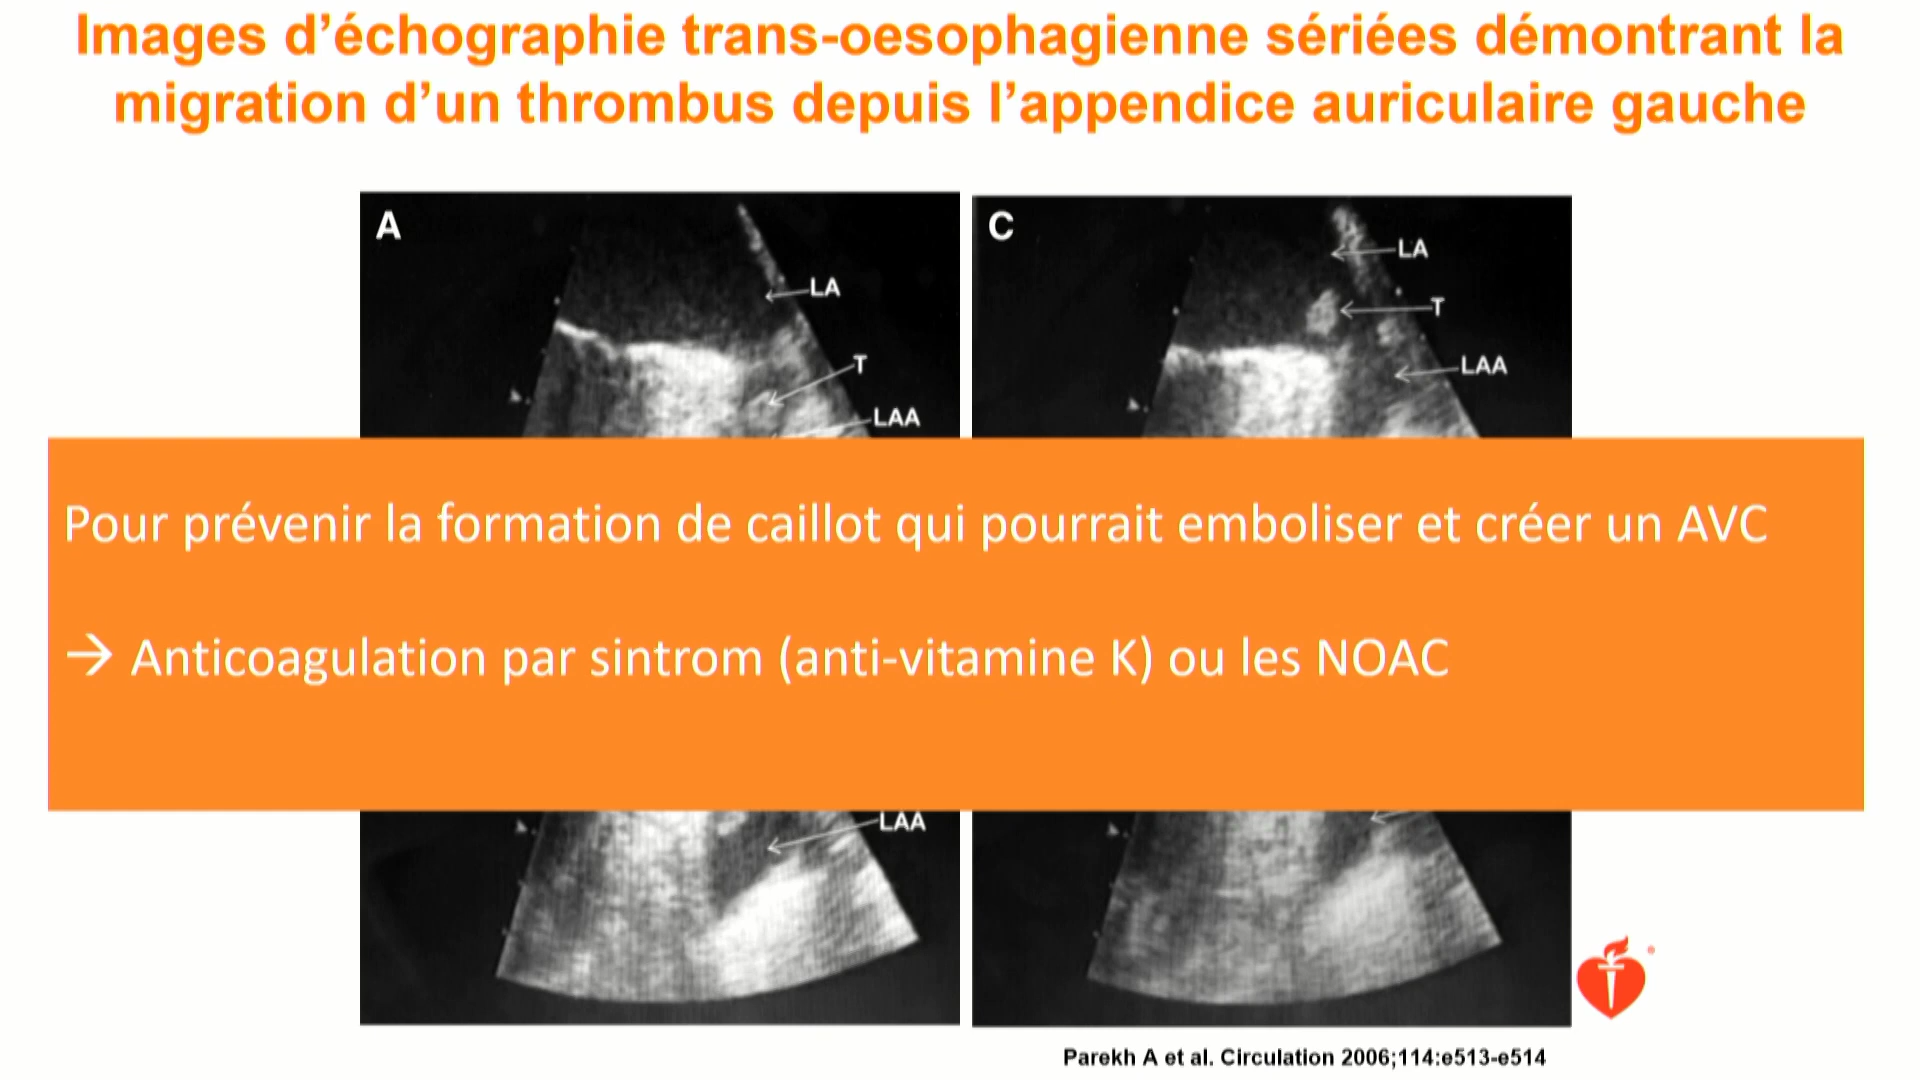 Images d’échographie trans-oesophagienne sériées démontrant la
migration d’un thrombus depuis l’appendice auriculaire gauche
A
LA
T
LAA
C
LA
T
LAA
Pour prévenir la formation de caillot qui pourrait emboliser et créer un AVC
→ Anticoagulation par sintrom (anti-vitamine K) ou les NOAC
LAA
Parekh A et al. Circulation 2006;114:e513-e514